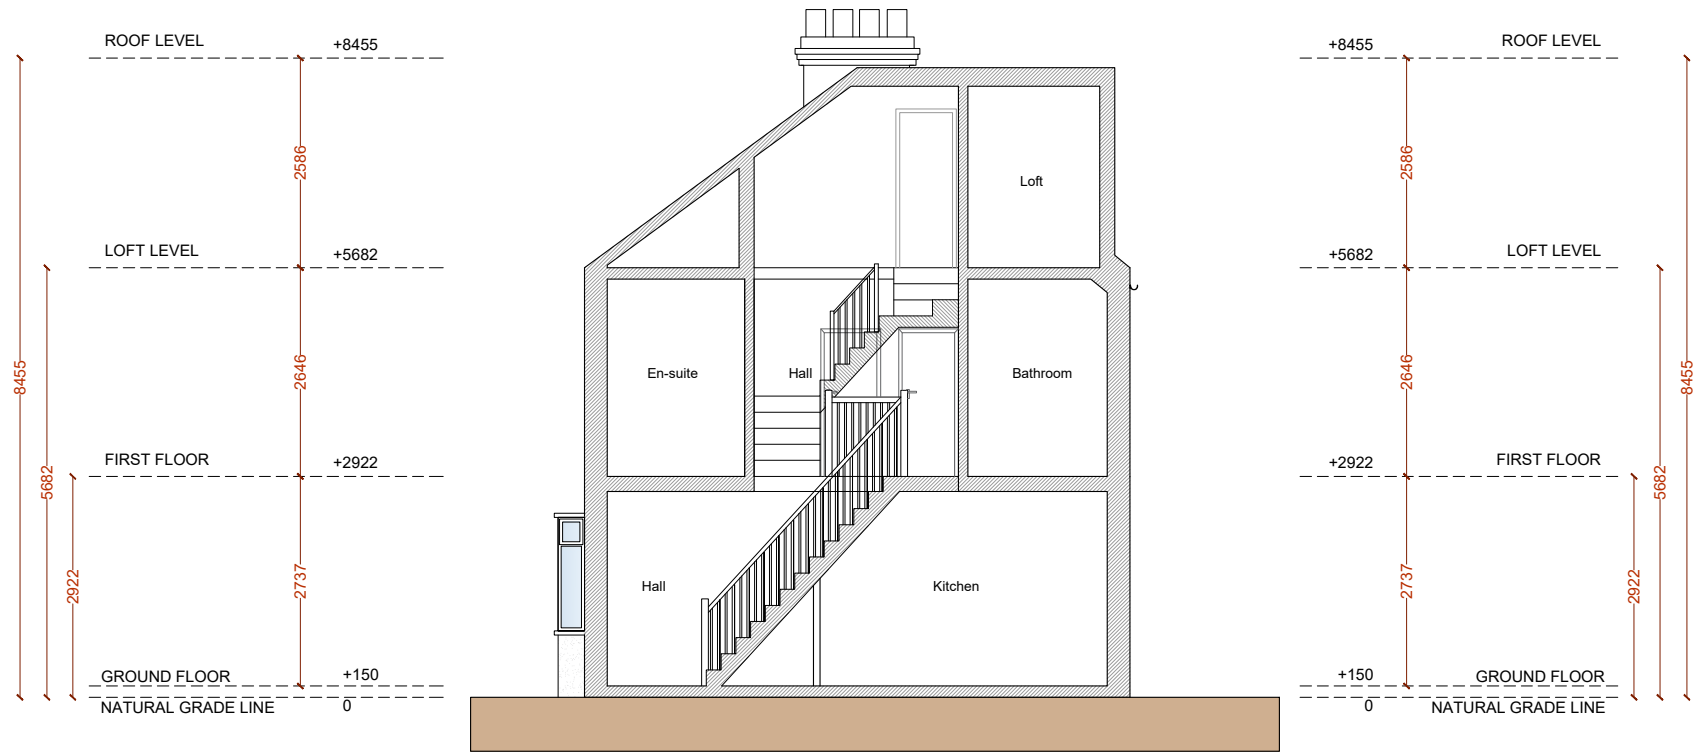 ROOF LEVEL +8455
+8455 ROOF LEVEL
2586
2586
Loft
LOFT LEVEL +5682
+5682 LOFT LEVEL
8455
2646
En-suite
Hall
Bathroom
2646
8455
FIRST FLOOR +2922
+2922 FIRST FLOOR
5682
5682
2922
2737
Hall
Kitchen
2737
2922
GROUND FLOOR +150
+150 GROUND FLOOR
NATURAL GRADE LINE 0
0 NATURAL GRADE LINE